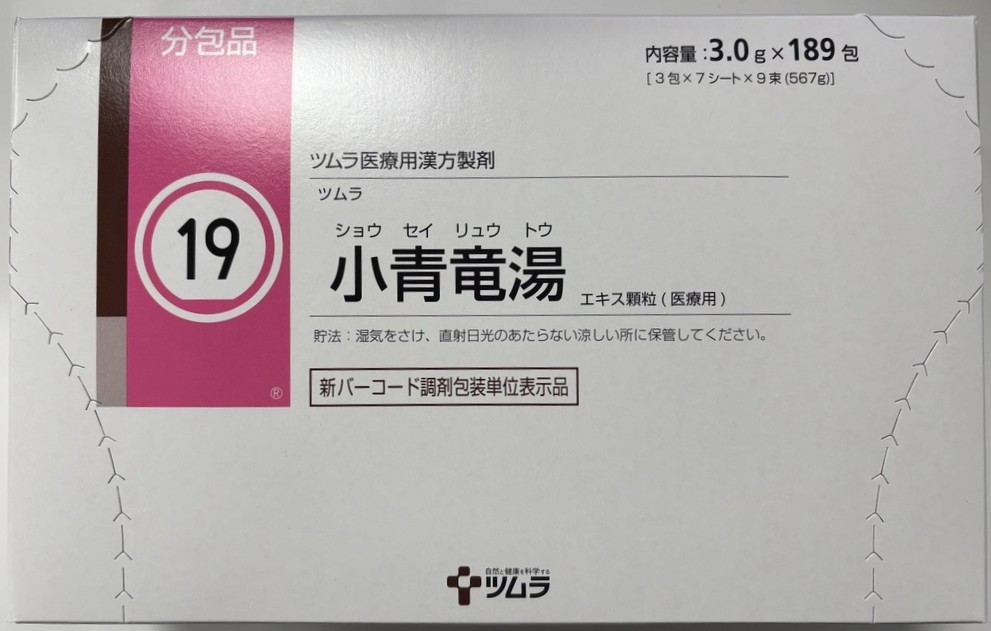 分包品
内容量:3.0g×189包
[3包×7シート×9束(567g)]
ツムラ医療用漢方製剤
ツムラ
ショウ セイ リュウ トウ
19
小青竜湯 エキス顆粒(医療用)
貯法:湿気をさけ、直射日光のあたらない涼しい所に保管してください。
新バーコード調剤包装単位表示品
®
自然と健康を科学する
ツムラ